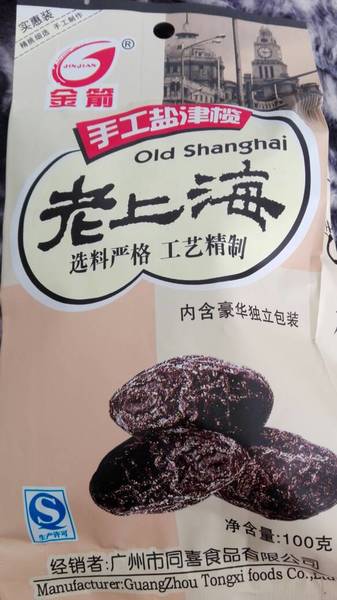 实惠装
精质细选 手工制作
JINJIAN
®
金箭
手工盐津榄
Old Shanghai
老上海
选料严格 工艺精制
内含豪华独立包装
QS
生产许可
净含量:100克
经销者:广州市同喜食品有限公司
Manufacturer:GuangZhou Tongxi foods Co.,